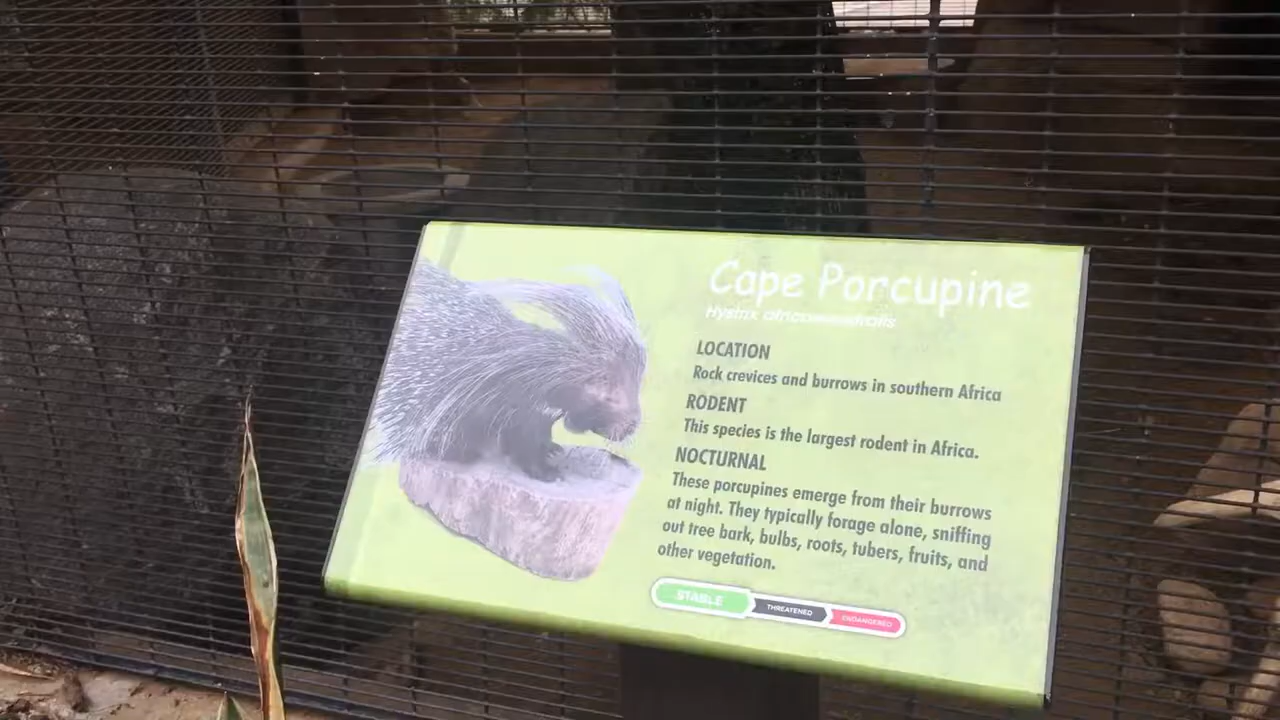 Cape Porcupine
Hystrix africaeaustralis
LOCATION
Rock crevices and burrows in southern Africa
RODENT
This species is the largest rodent in Africa.
NOCTURNAL
These porcupines emerge from their burrows
at night. They typically forage alone, sniffing
out tree bark, bulbs, roots, tubers, fruits, and
other vegetation.
STABLE THREATENED ENDANGERED